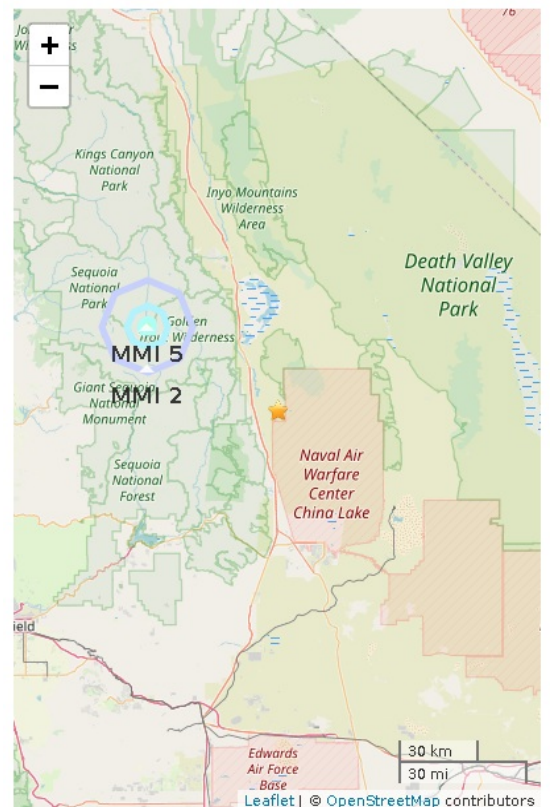 76
+
−
Kings Canyon
National
Park
Inyo Mountains
Wilderness
Area
Death Valley
National
Park
Sequoia
National
Park
Wilderness
MMI 5
MMI 2
Giant Sequoia
National
Monument
Naval Air
Warfare
Center
China Lake
Sequoia
National
Forest
ield
30 km
30 mi
Edwards
Air Force
Base
Leaflet | © OpenStreetMap contributors